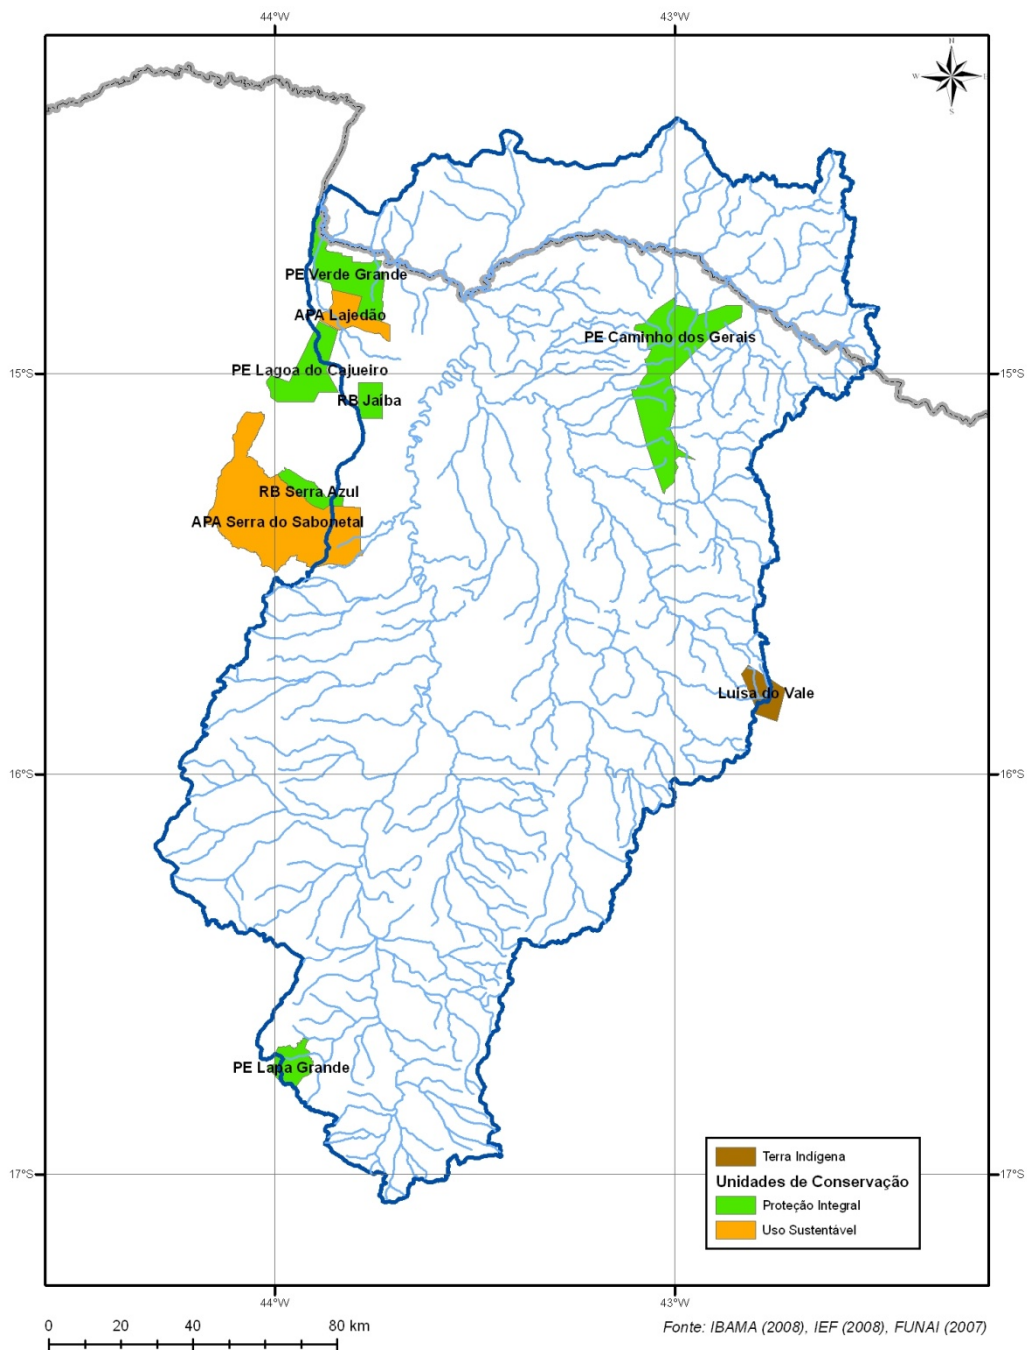 44°W
43°W
N
W
E
S
PE Verde Grande
APA Lajedão
PE Caminho dos Gerais
PE Lagoa do Cajueiro
15°S
15°S
RB Jaíba
RB Serra Azul
APA Serra do Sabonetal
Luísa do Vale
16°S
16°S
PE Lapa Grande
Terra Indígena
17°S
17°S
Unidades de Conservação
Proteção Integral
Uso Sustentável
44°W
43°W
0 20 40 80 km
Fonte: IBAMA (2008), IEF (2008), FUNAI (2007)